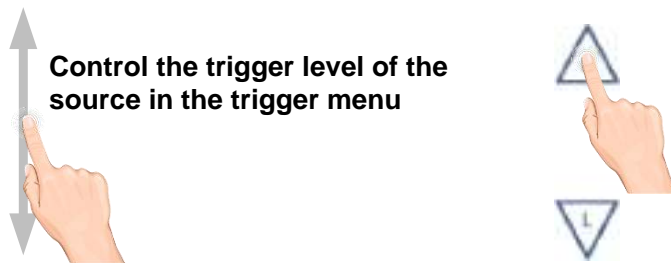 Control the trigger level of the
source in the trigger menu
L